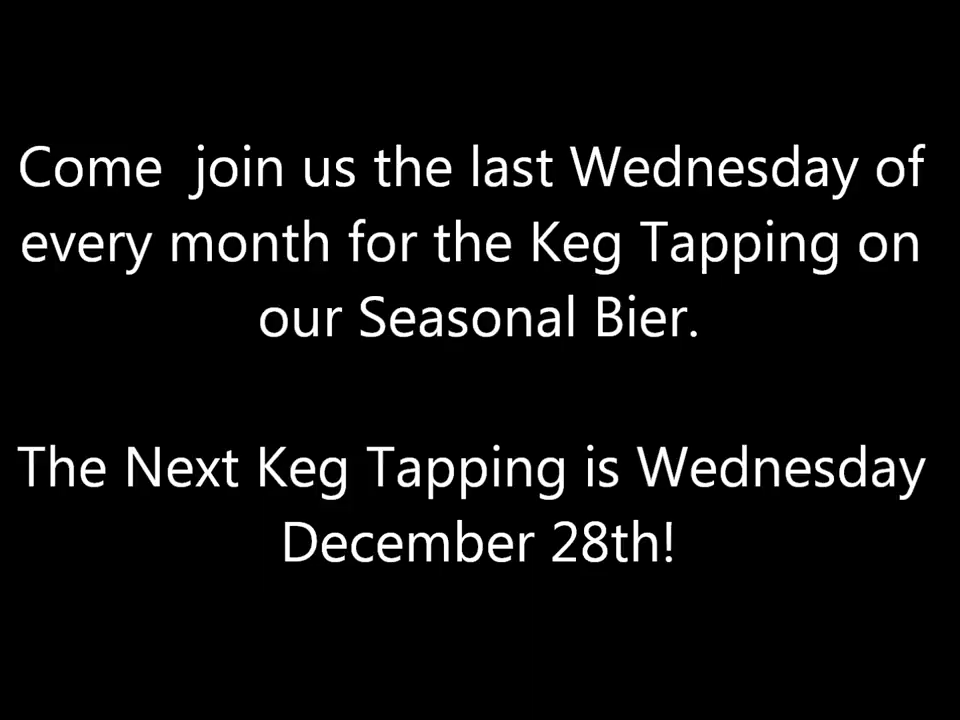 Come  join us the last Wednesday of
every month for the Keg Tapping on
our Seasonal Bier.
The Next Keg Tapping is Wednesday
December 28th!